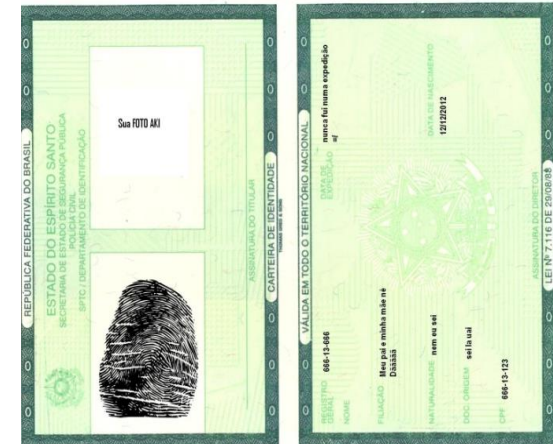 REPÚBLICA FEDERATIVA DO BRASIL
ESTADO DO ESPÍRITO SANTO
SECRETARIA DE ESTADO DE SEGURANÇA PÚBLICA
POLÍCIA CIVIL
SPTC / DEPARTAMENTO DE IDENTIFICAÇÃO
Sua FOTO AKI
ASSINATURA DO TITULAR
CARTEIRA DE IDENTIDADE
VÁLIDA EM TODO O TERRITÓRIO NACIONAL
REGISTRO GERAL
666-13-666
DATA DE EXPEDIÇÃO
nunca fui numa expedição
o/
NOME
FILIAÇÃO
Meu pai e minha mãe né
Dããããã
NATURALIDADE
nem eu sei
DATA DE NASCIMENTO
12/12/2012
DOC. ORIGEM
sei la uai
CPF
666-13-123
ASSINATURA DO DIRETOR
LEI Nº 7.116 DE 29/08/83